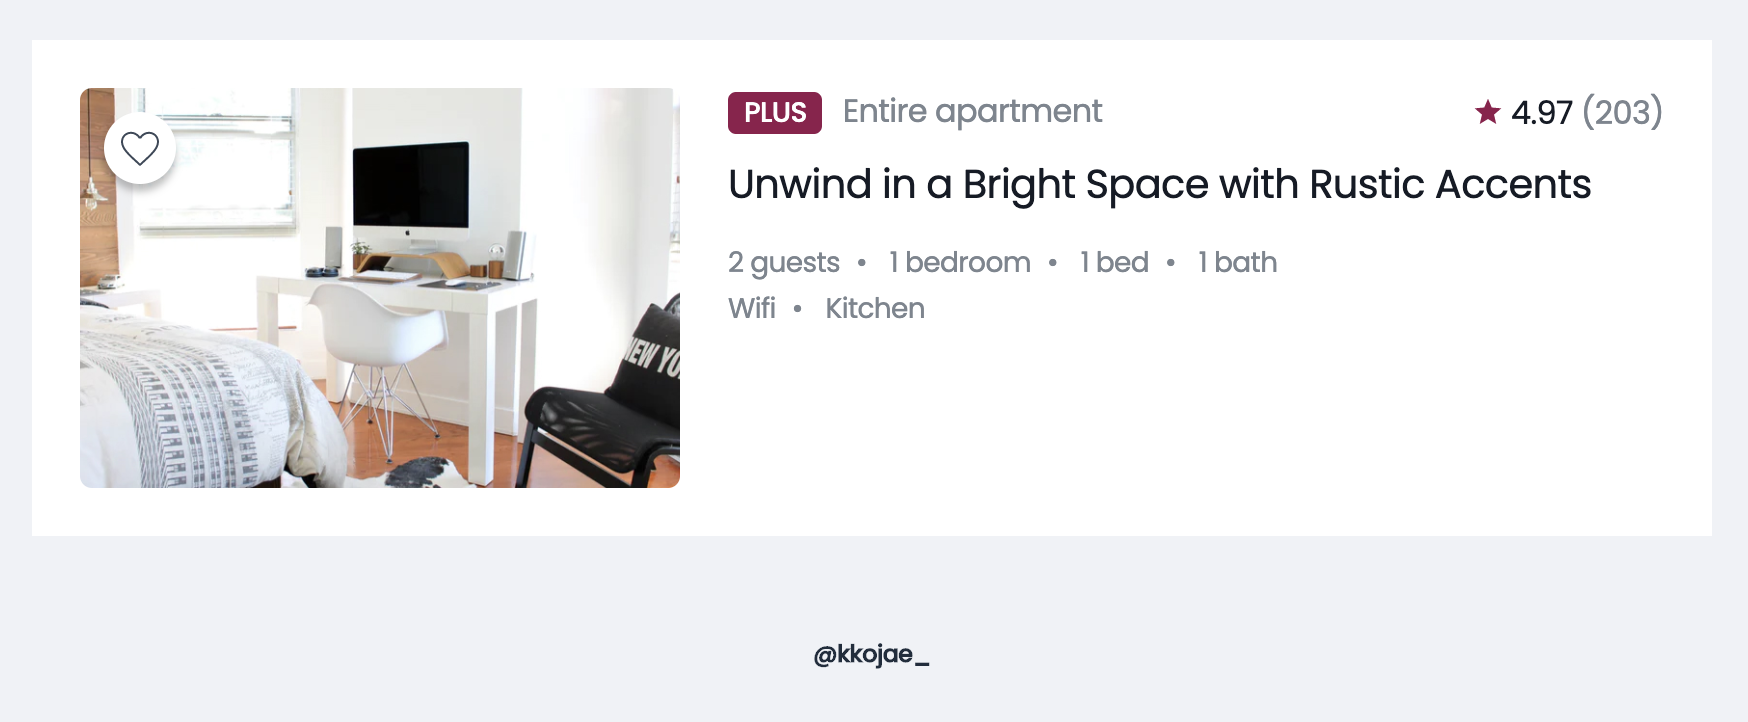 PLUS Entire apartment ★ 4.97 (203)
Unwind in a Bright Space with Rustic Accents
2 guests • 1 bedroom • 1 bed • 1 bath
Wifi • Kitchen
NEW YO
@kkojae_